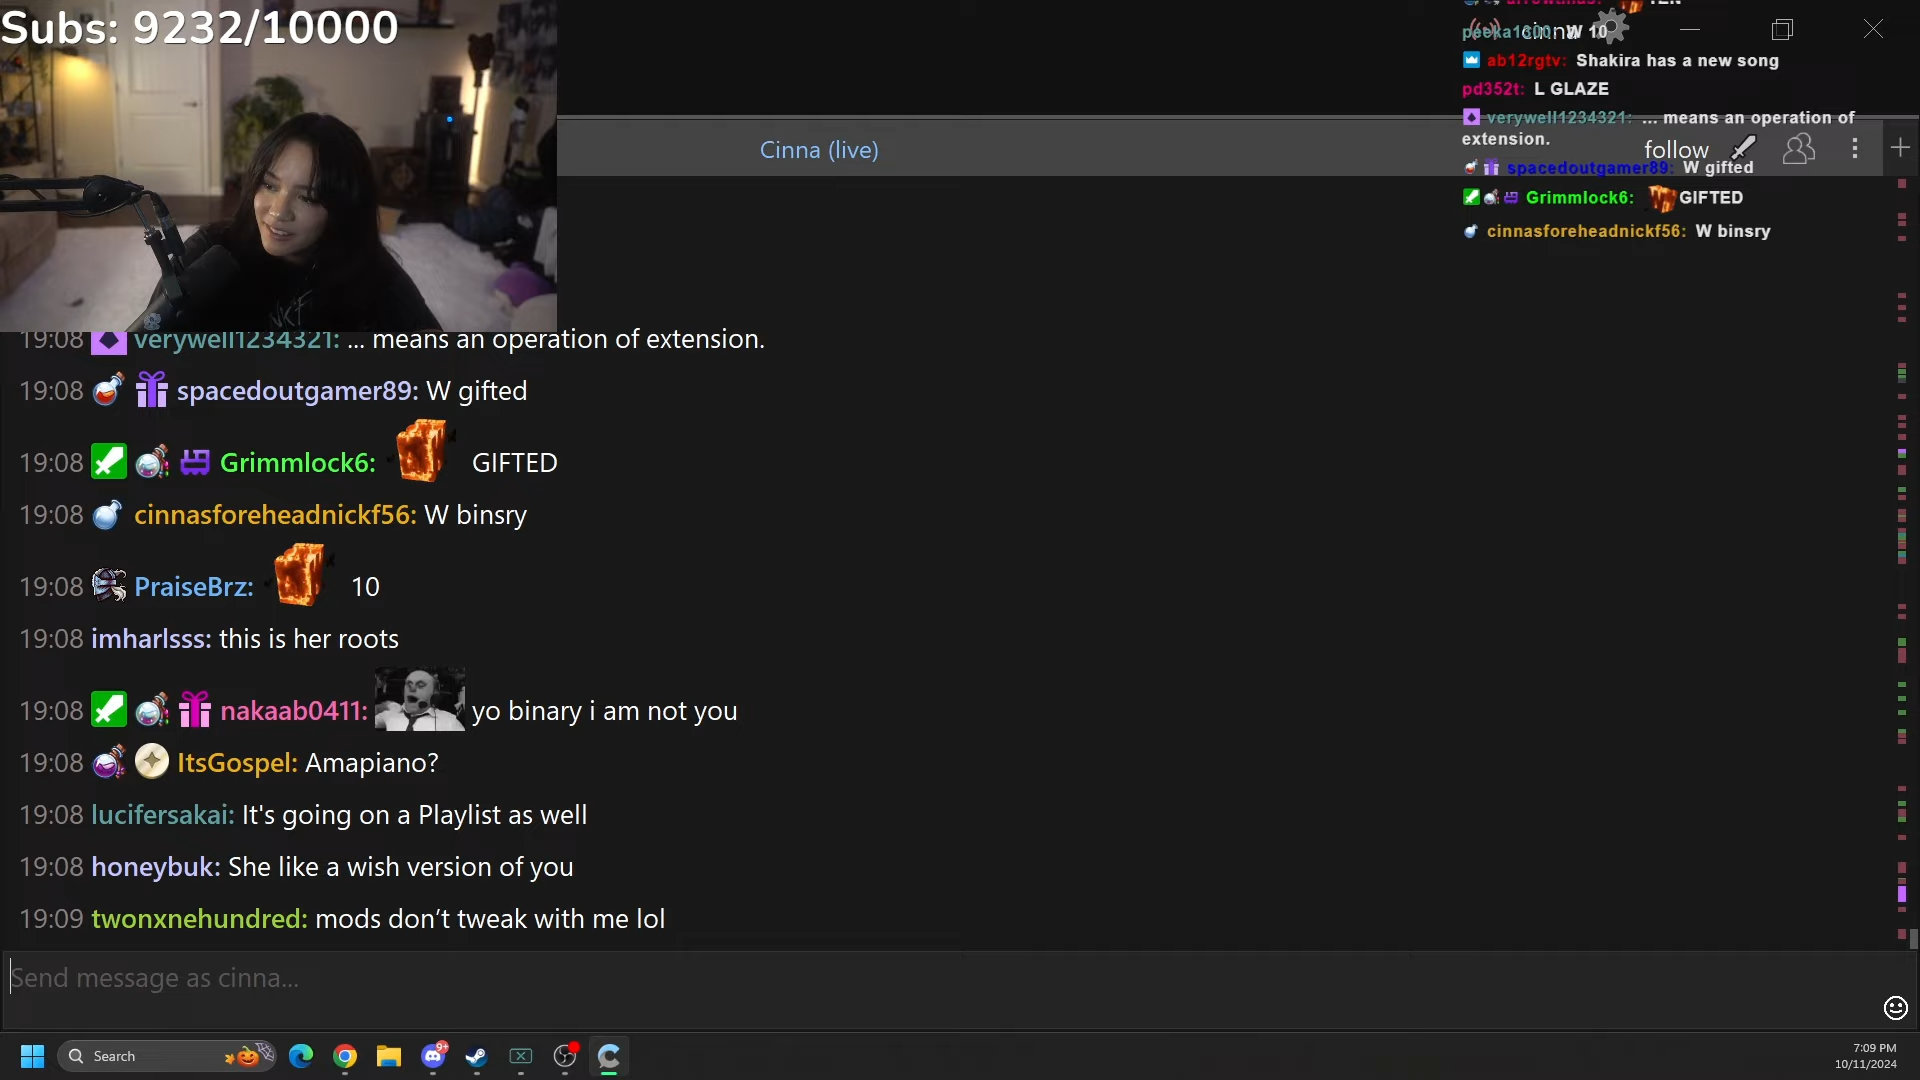 Subs: 9232/10000
W 10
ab12rgtv: Shakira has a new song
pd352t: L GLAZE
verywell1234321: ... means an operation of
extension.
spacedoutgamer89: W gifted
Grimmlock6: GIFTED
cinnasforeheadnickf56: W binsry
Cinna (live)
follow
19:08 verywell1234321: ... means an operation of extension.
19:08 spacedoutgamer89: W gifted
19:08 Grimmlock6: GIFTED
19:08 cinnasforeheadnickf56: W binsry
19:08 PraiseBrz: 10
19:08 imharlsss: this is her roots
19:08 nakaab0411: yo binary i am not you
19:08 ItsGospel: Amapiano?
19:08 lucifersakai: It's going on a Playlist as well
19:08 honeybuk: She like a wish version of you
19:09 twonxnehundred: mods don’t tweak with me lol
Send message as cinna...
Search
9+
7:09 PM
10/11/2024